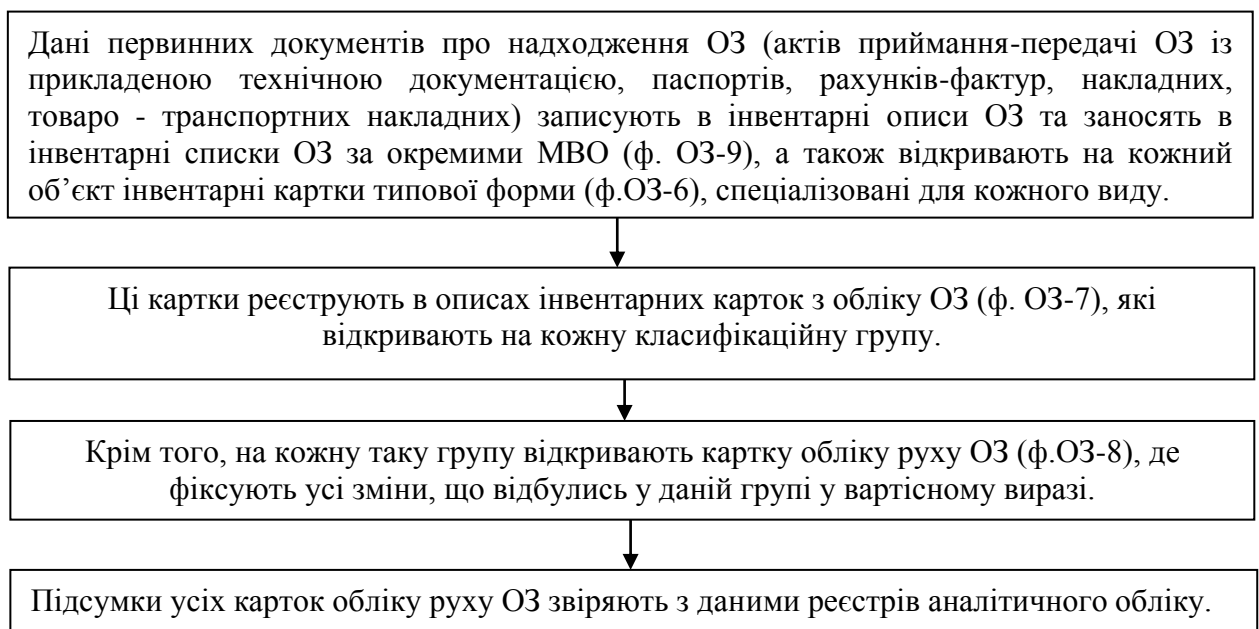 Дані первинних документів про надходження ОЗ (актів приймання-передачі ОЗ із
прикладеною технічною документацією, паспортів, рахунків-фактур, накладних,
товаро - транспортних накладних) записують в інвентарні описи ОЗ та заносять в
інвентарні списки ОЗ за окремими МВО (ф. ОЗ-9), а також відкривають на кожний
об’єкт інвентарні картки типової форми (ф.ОЗ-6), спеціалізовані для кожного виду.
Ці картки реєструють в описах інвентарних карток з обліку ОЗ (ф. ОЗ-7), які
відкривають на кожну класифікаційну групу.
Крім того, на кожну таку групу відкривають картку обліку руху ОЗ (ф.ОЗ-8), де
фіксують усі зміни, що відбулись у даній групі у вартісному виразі.
Підсумки усіх карток обліку руху ОЗ звіряють з даними реєстрів аналітичного обліку.